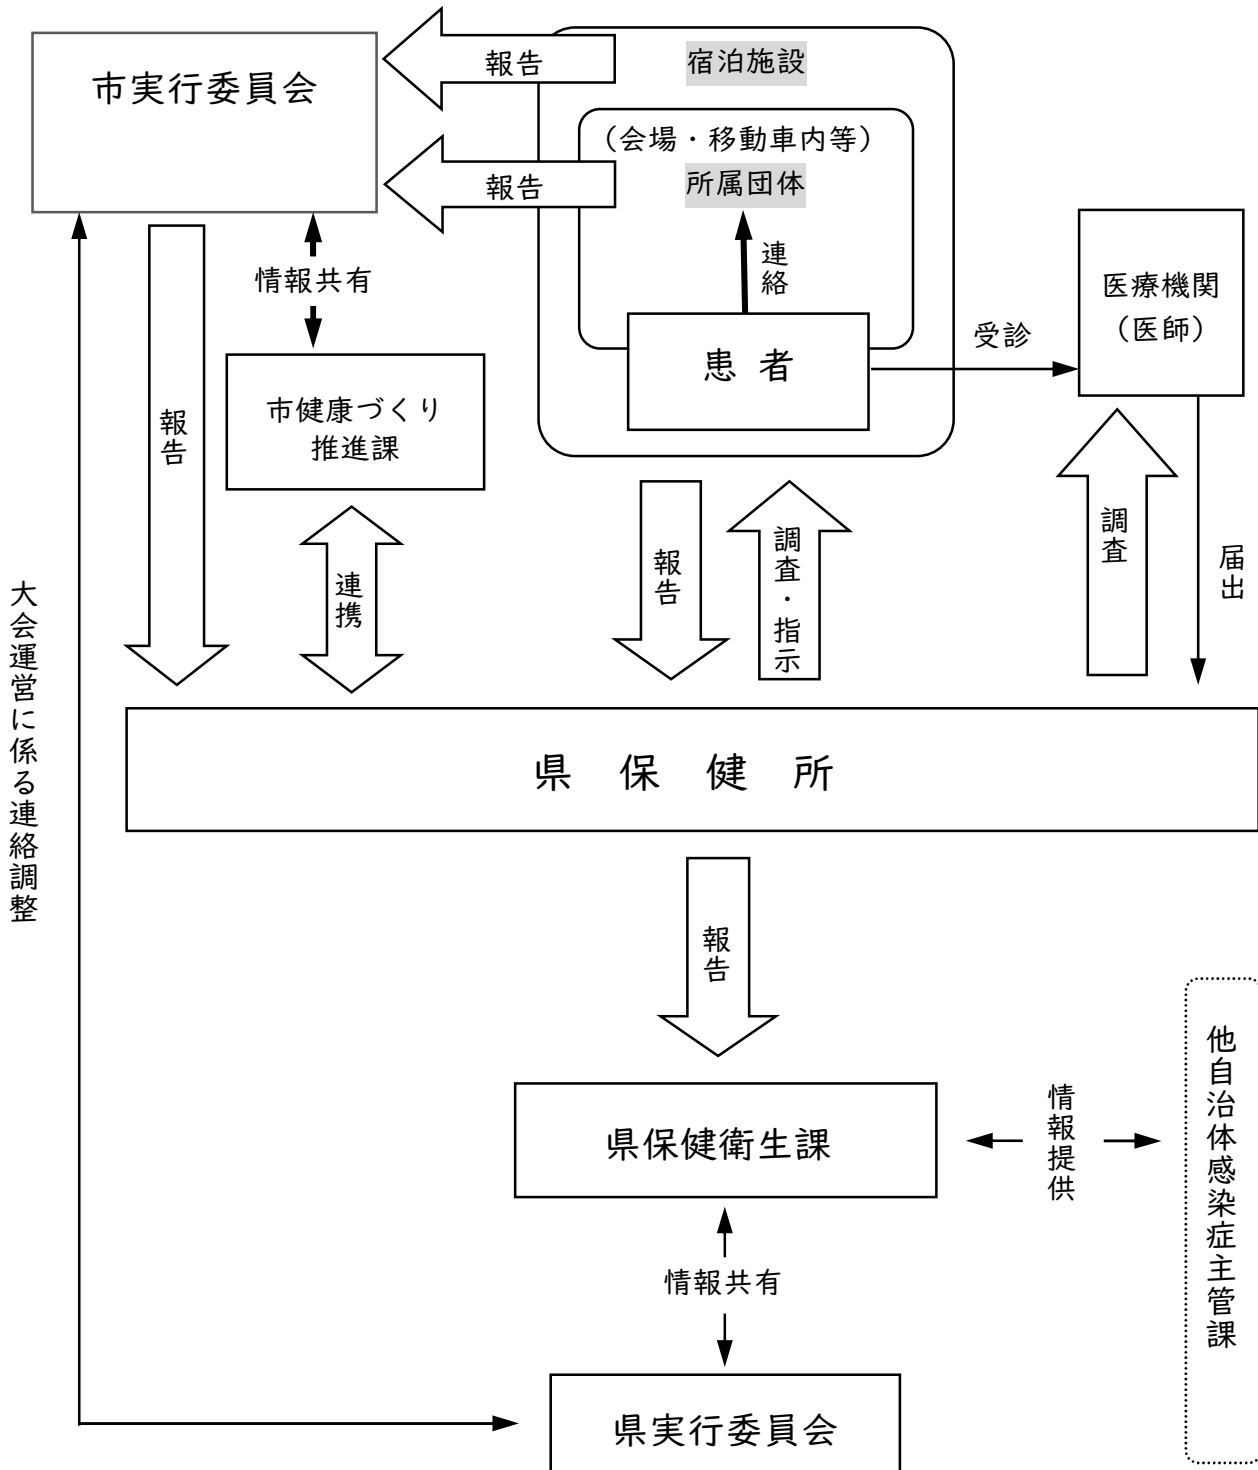 市実行委員会
報告
宿泊施設
(会場・移動車内等)
報告
所属団体
連絡
情報共有
医療機関
(医師)
受診
患 者
市健康づくり
推進課
報告
連携
報告
調査・指示
調査
届出
大会運営に係る連絡調整
県 保 健 所
報告
県保健衛生課
情報提供
他自治体感染症主管課
情報共有
県実行委員会